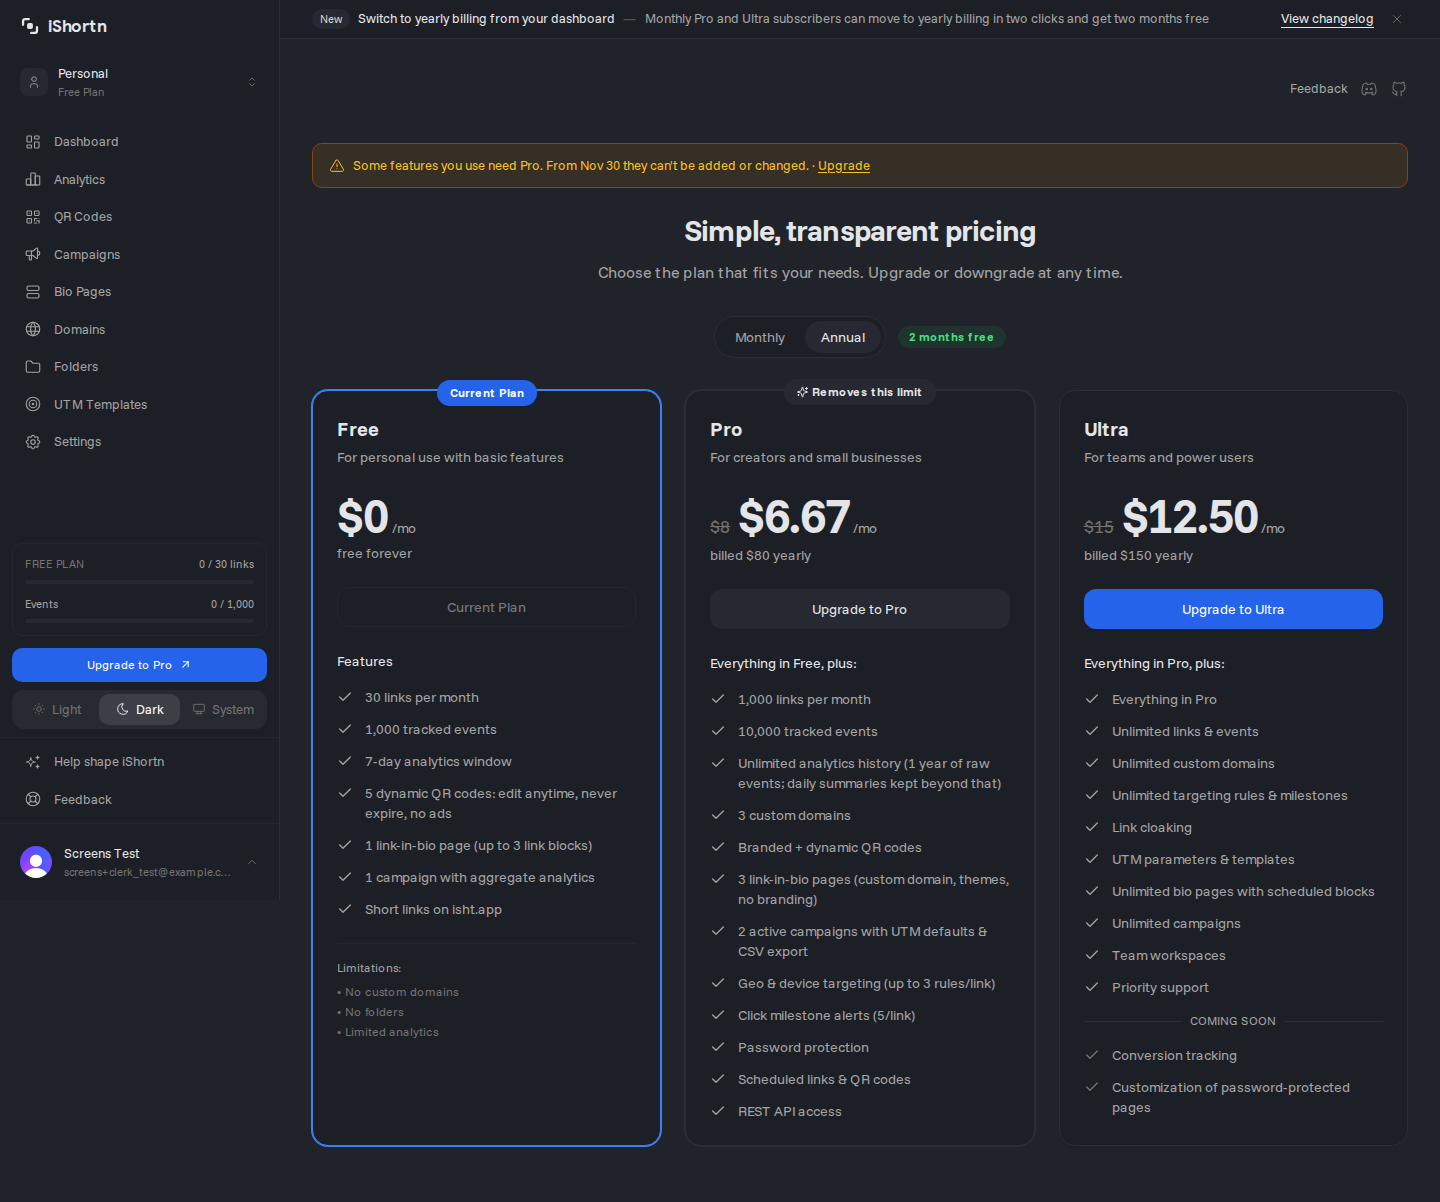 iShortn
Personal
Free Plan
Dashboard
Analytics
QR Codes
Campaigns
Bio Pages
Domains
Folders
UTM Templates
Settings
FREE PLAN 0 / 30 links
Events 0 / 1,000
Upgrade to Pro
Light Dark System
Help shape iShortn
Feedback
Screens Test
screens+clerk_test@example.c...
New Switch to yearly billing from your dashboard — Monthly Pro and Ultra subscribers can move to yearly billing in two clicks and get two months free View changelog
Feedback
Some features you use need Pro. From Nov 30 they can't be added or changed. · Upgrade
Simple, transparent pricing
Choose the plan that fits your needs. Upgrade or downgrade at any time.
Monthly Annual 2 months free
Current Plan
Free
For personal use with basic features
$0 /mo
free forever
Current Plan
Features
30 links per month
1,000 tracked events
7-day analytics window
5 dynamic QR codes: edit anytime, never
expire, no ads
1 link-in-bio page (up to 3 link blocks)
1 campaign with aggregate analytics
Short links on isht.app
Limitations:
• No custom domains
• No folders
• Limited analytics
Removes this limit
Pro
For creators and small businesses
$8 $6.67 /mo
billed $80 yearly
Upgrade to Pro
Everything in Free, plus:
1,000 links per month
10,000 tracked events
Unlimited analytics history (1 year of raw
events; daily summaries kept beyond that)
3 custom domains
Branded + dynamic QR codes
3 link-in-bio pages (custom domain, themes,
no branding)
2 active campaigns with UTM defaults &
CSV export
Geo & device targeting (up to 3 rules/link)
Click milestone alerts (5/link)
Password protection
Scheduled links & QR codes
REST API access
Ultra
For teams and power users
$15 $12.50 /mo
billed $150 yearly
Upgrade to Ultra
Everything in Pro, plus:
Everything in Pro
Unlimited links & events
Unlimited custom domains
Unlimited targeting rules & milestones
Link cloaking
UTM parameters & templates
Unlimited bio pages with scheduled blocks
Unlimited campaigns
Team workspaces
Priority support
COMING SOON
Conversion tracking
Customization of password-protected
pages